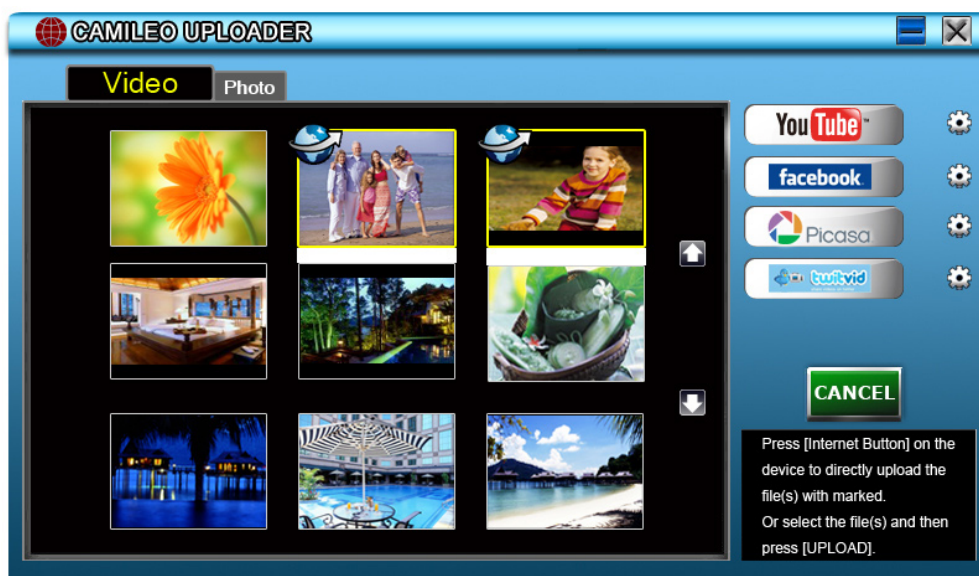 CAMILEO UPLOADER
Video
Photo
YouTube™
facebook
Picasa
twitvid
CANCEL
Press [Internet Button] on the
device to directly upload the
file(s) with marked.
Or select the file(s) and then
press [UPLOAD].